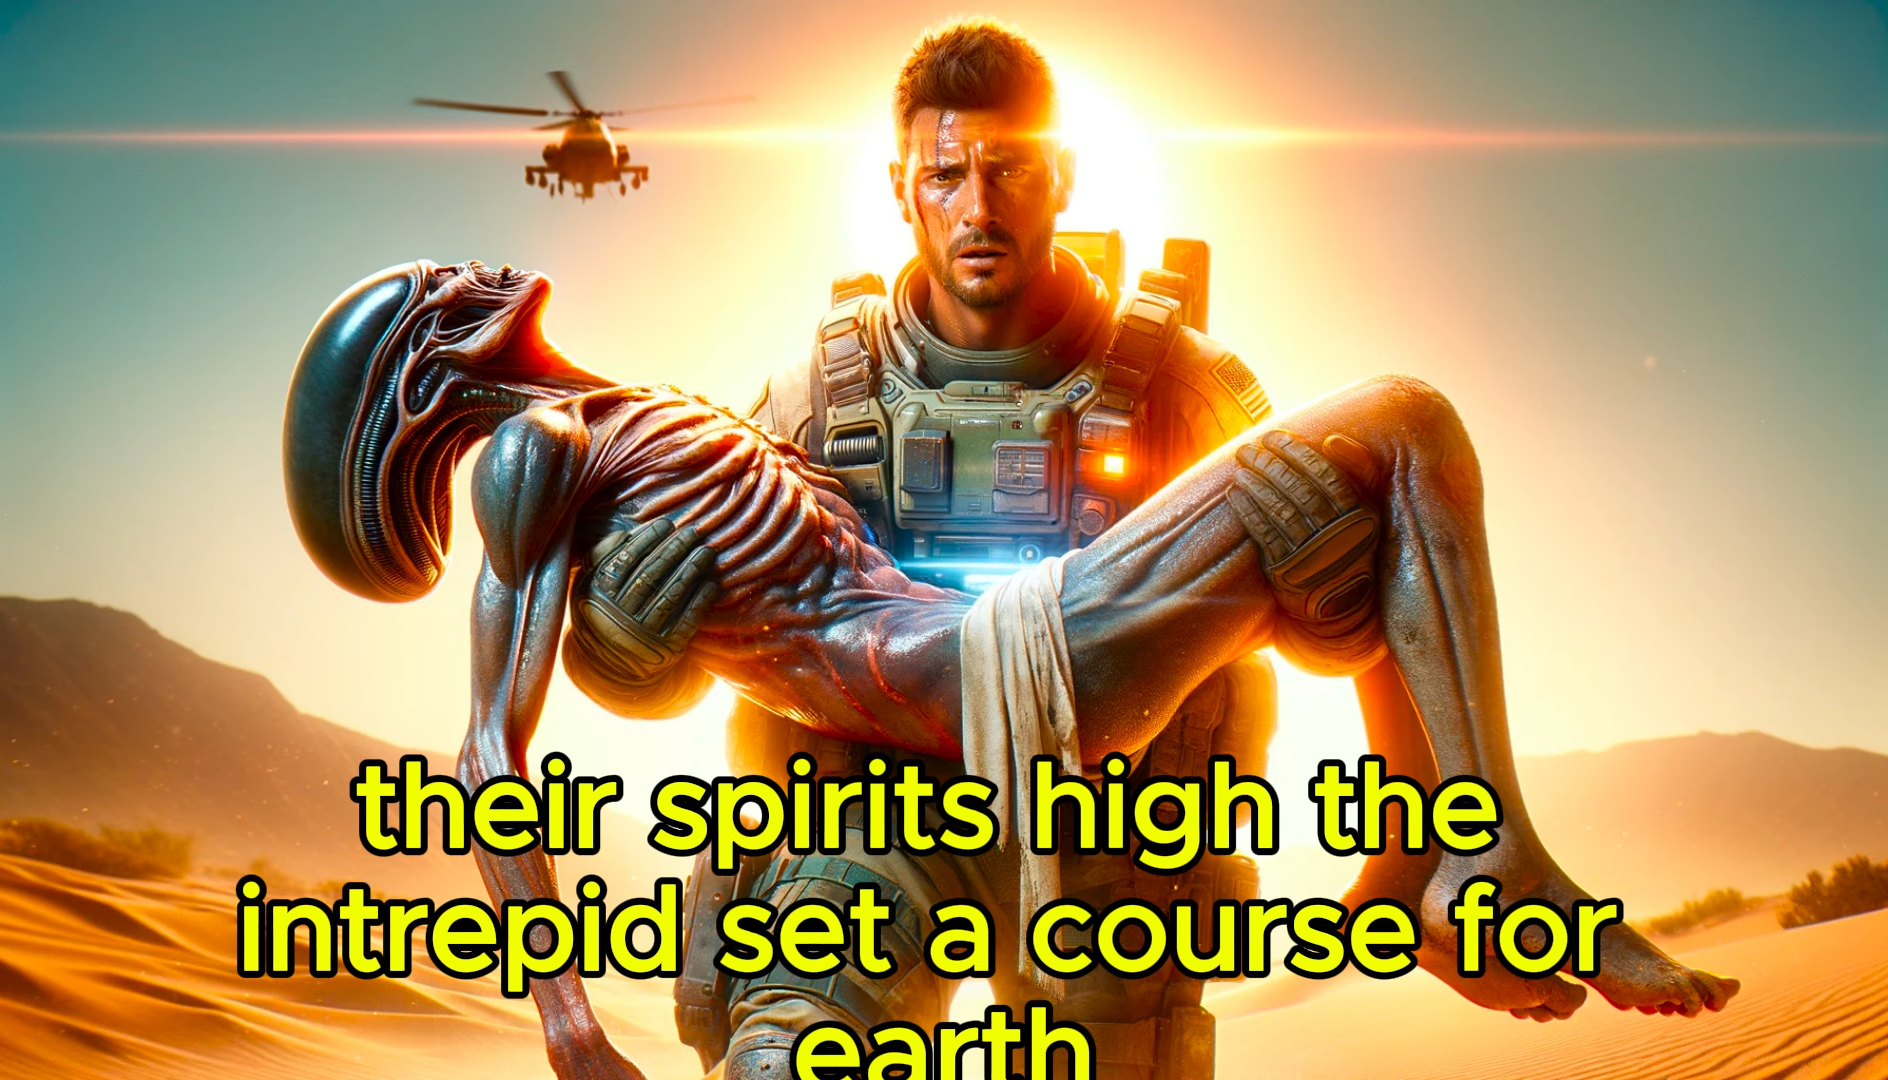 their spirits high the
intrepid set a course for
earth